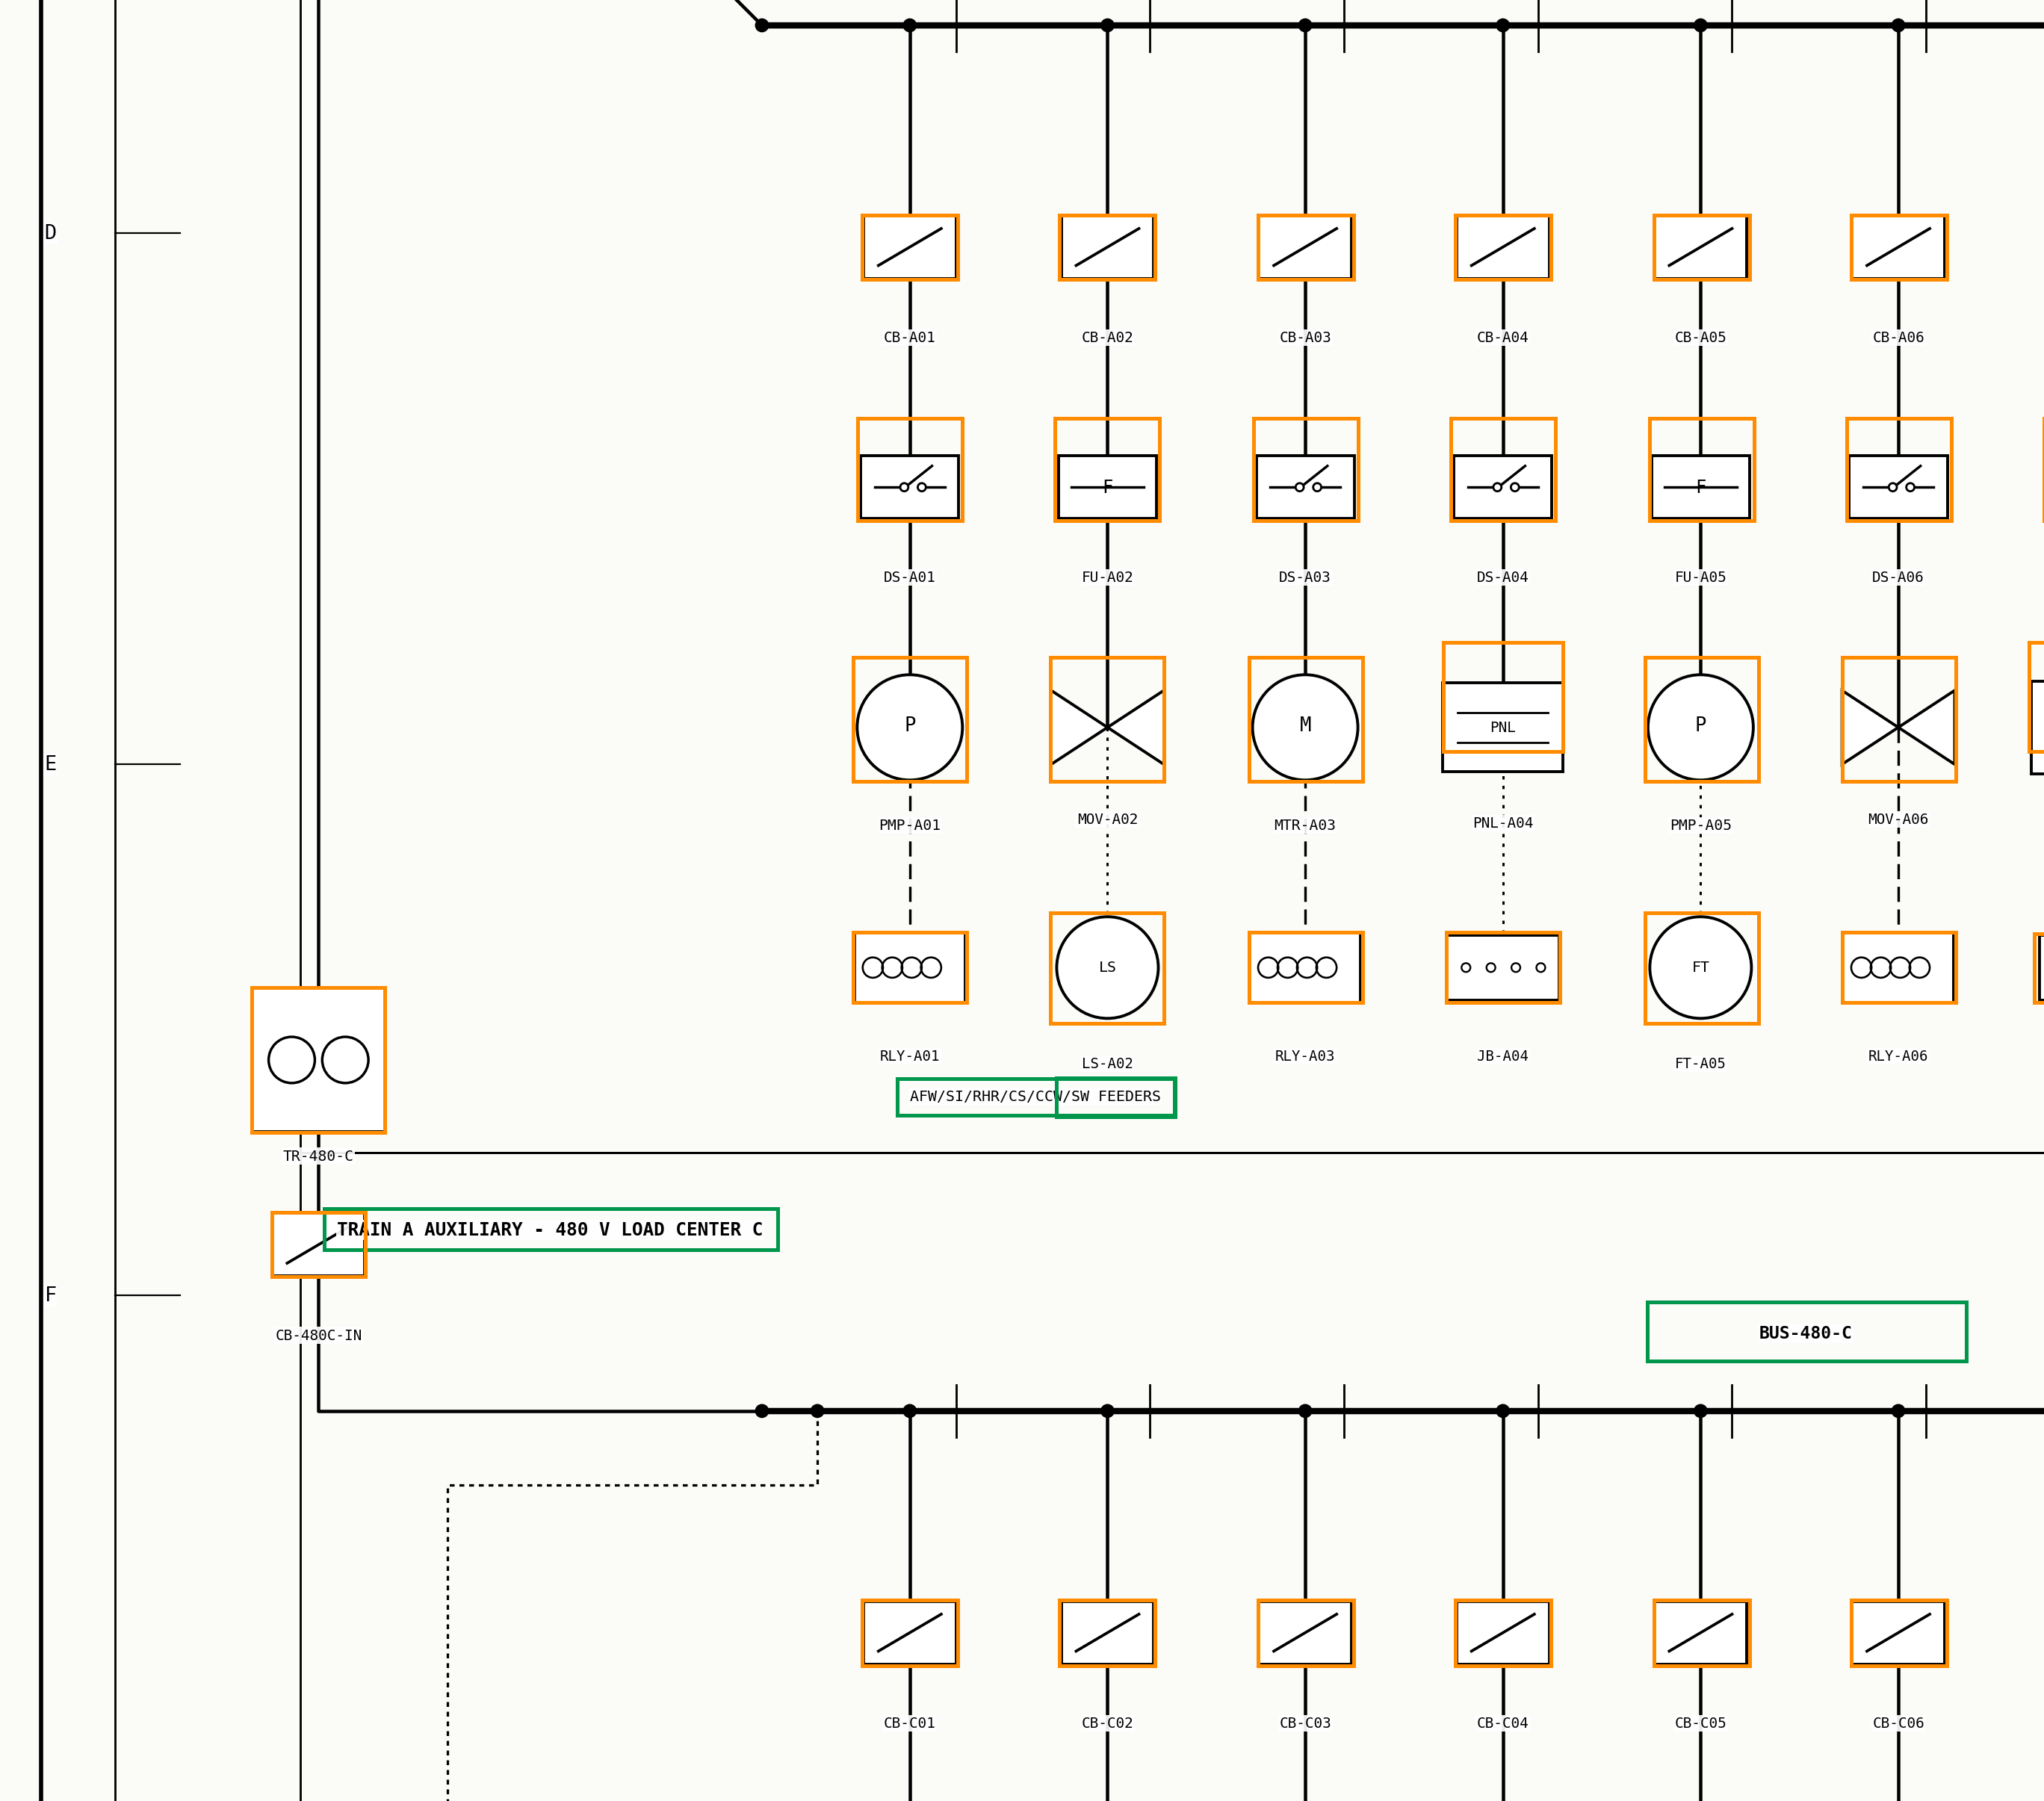 D
CB-A01 CB-A02 CB-A03 CB-A04 CB-A05 CB-A06
F F
DS-A01 FU-A02 DS-A03 DS-A04 FU-A05 DS-A06
P M PNL P
E
PMP-A01 MOV-A02 MTR-A03 PNL-A04 PMP-A05 MOV-A06
LS FT
RLY-A01 LS-A02 RLY-A03 JB-A04 FT-A05 RLY-A06
AFW/SI/RHR/CS/CCW/SW FEEDERS
TR-480-C
TRAIN A AUXILIARY - 480 V LOAD CENTER C
F
CB-480C-IN
BUS-480-C
CB-C01 CB-C02 CB-C03 CB-C04 CB-C05 CB-C06